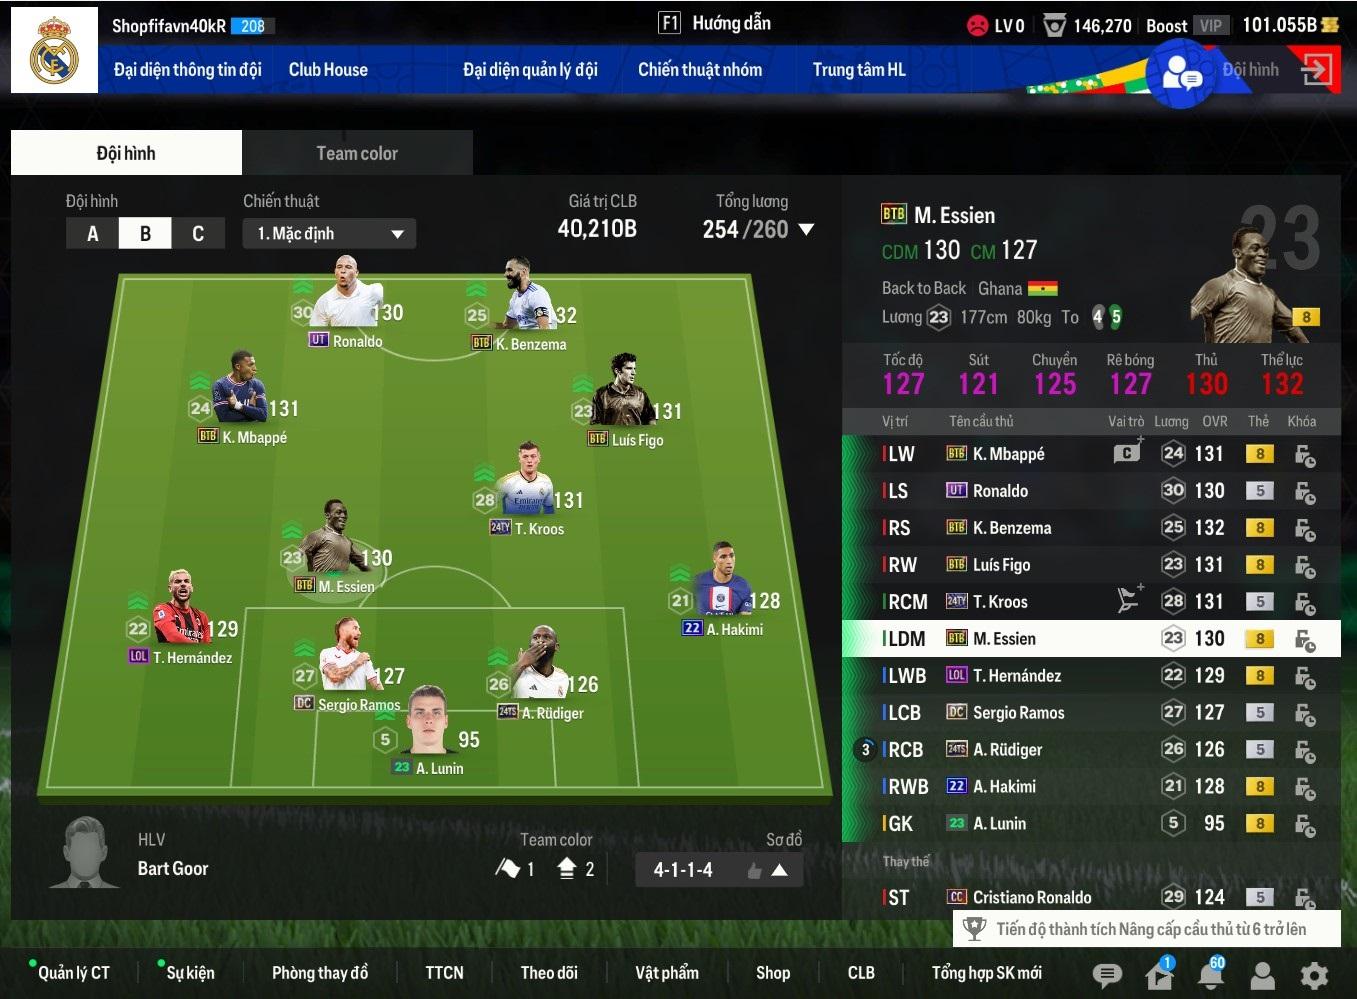 Shopfifavn40kR 208
F1 Hướng dẫn
LV 0 146,270 Boost VIP 101.055B
Đại diện thông tin đội Club House Đại diện quản lý đội Chiến thuật nhóm Trung tâm HL Đội hình
Đội hình Team color
Đội hình Chiến thuật Giá trị CLB Tổng lương
A B C 1. Mặc định 40,210B 254 /260
30 130
UT Ronaldo
25 132
BTB K. Benzema
24 131
BTB K. Mbappé
23 131
BTB Luís Figo
28 131
24TY T. Kroos
23 130
BTB M. Essien
21 128
22 A. Hakimi
22 129
LOL T. Hernández
27 127
DC Sergio Ramos
26 126
24TS A. Rüdiger
5 95
23 A. Lunin
HLV Team color Sơ đồ
Bart Goor 1 2 4-1-1-4
23
BTB M. Essien
CDM 130 CM 127
Back to Back Ghana
Lương 23 177cm 80kg To 4 5
8
Tốc độ Sút Chuyền Rê bóng Thủ Thể lực
127 121 125 127 130 132
Vị trí Tên cầu thủ Vai trò Lương OVR Thẻ Khóa
LW BTB K. Mbappé C 24 131 8
LS UT Ronaldo 30 130 5
RS BTB K. Benzema 25 132 8
RW BTB Luís Figo 23 131 8
RCM 24TY T. Kroos 28 131 5
LDM BTB M. Essien 23 130 8
LWB LOL T. Hernández 22 129 8
LCB DC Sergio Ramos 27 127 5
3 RCB 24TS A. Rüdiger 26 126 5
RWB 22 A. Hakimi 21 128 8
GK 23 A. Lunin 5 95 8
Thay thế
ST CC Cristiano Ronaldo 29 124 5
Tiến độ thành tích Nâng cấp cầu thủ từ 6 trở lên
Quản lý CT Sự kiện Phòng thay đồ TTCN Theo dõi Vật phẩm Shop CLB Tổng hợp SK mới 1 60